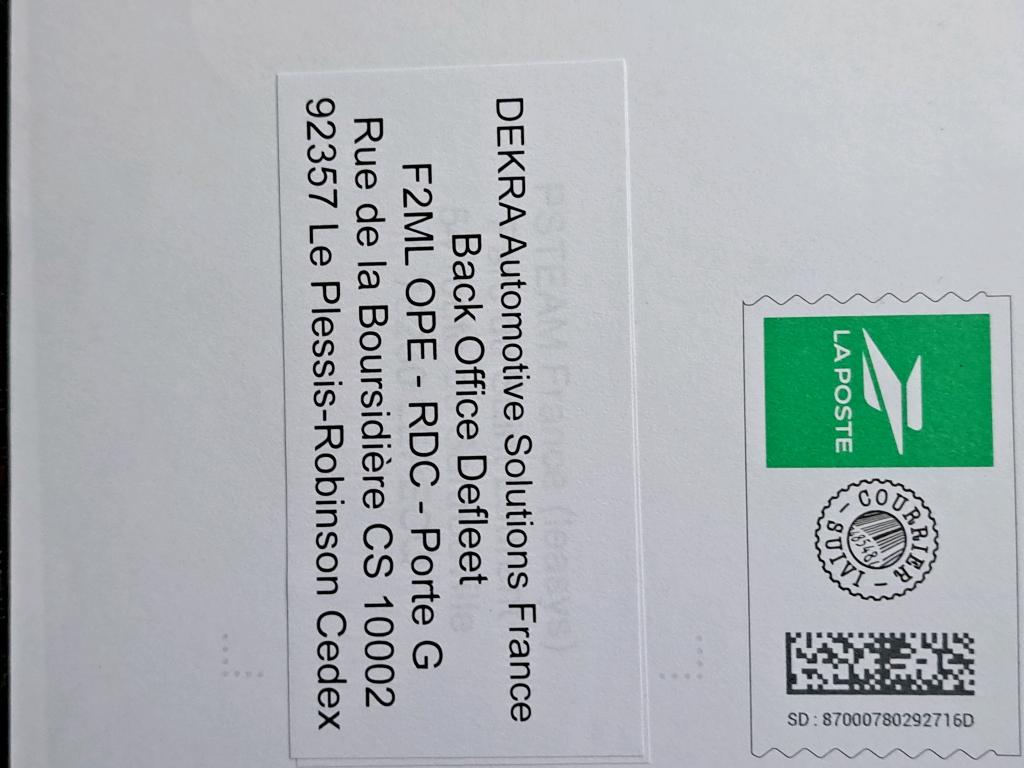 DEKRA Automotive Solutions France
Back Office Defleet
F2ML OPE - RDC - Porte G
Rue de la Boursidière CS 10002
92357 Le Plessis-Robinson Cedex
LA POSTE
COURRIER - SUIVI -
SD : 87000780292716D